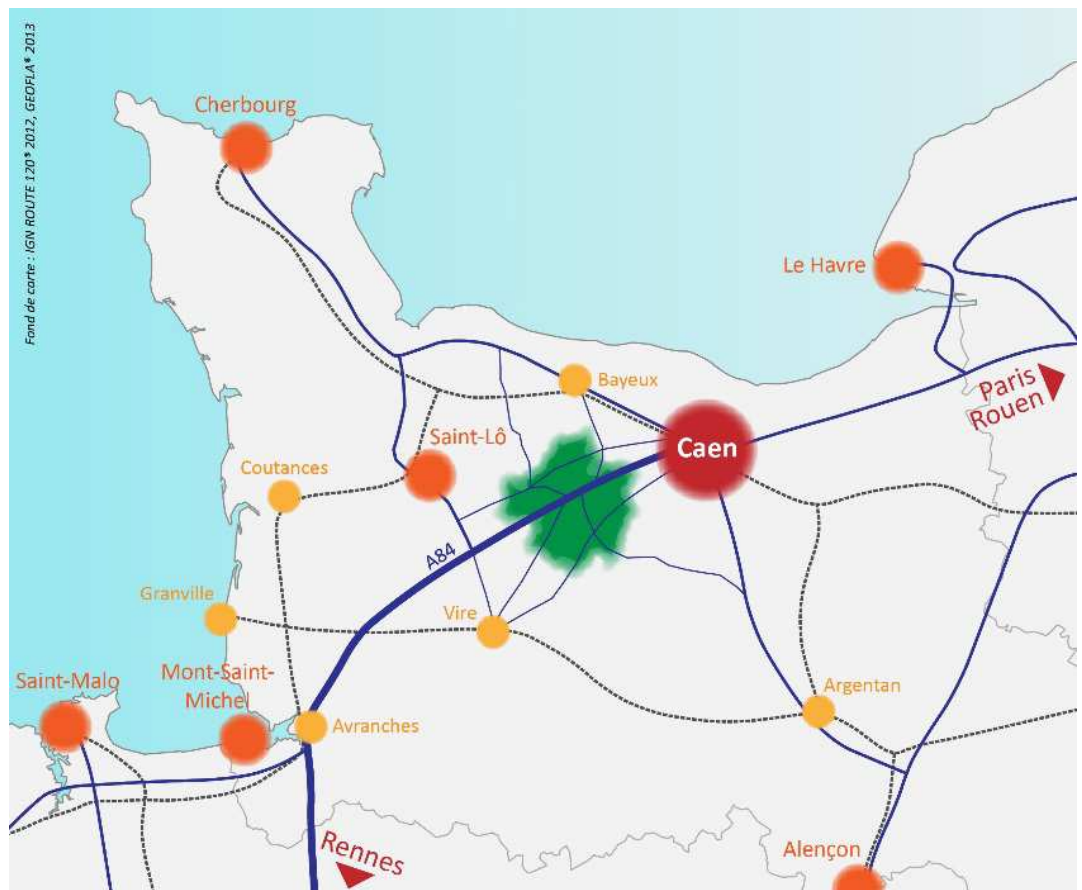 Fond de carte : IGN ROUTE 120® 2012, GEOFLA® 2013
Cherbourg
Le Havre
Bayeux
Paris
Rouen
Caen
Saint-Lô
Coutances
A84
Granville
Vire
Saint-Malo
Mont-Saint-
Michel
Argentan
Avranches
Rennes
Alençon